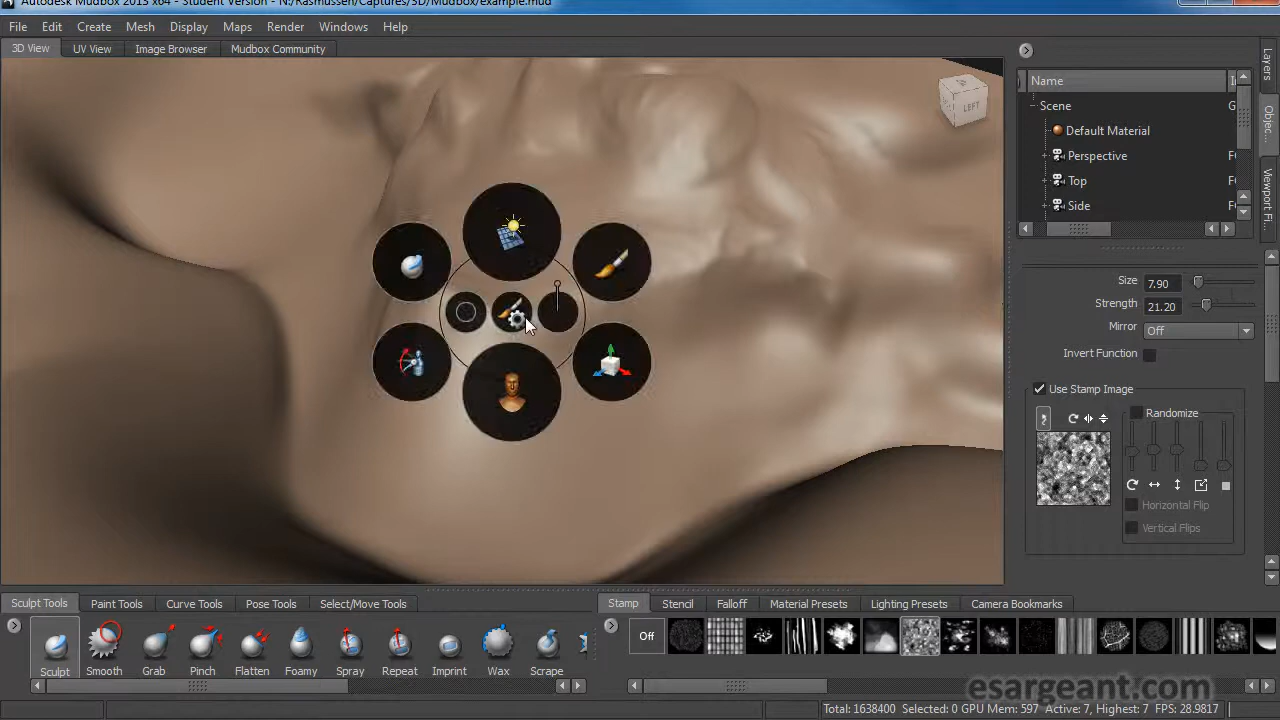 Autodesk Mudbox 2013 x64 - Student Version - N:/Rasmussen/Captures/3D/Mudbox/example.mud
File Edit Create Mesh Display Maps Render Windows Help
3D View UV View Image Browser Mudbox Community
LEFT
Name
Scene
Default Material
Perspective
Top
Side
Layers
Objec...
Viewport Fi...
Size 7.90
Strength 21.20
Mirror Off
Invert Function
Use Stamp Image
Randomize
Horizontal Flip
Vertical Flips
Sculpt Tools Paint Tools Curve Tools Pose Tools Select/Move Tools
Stamp Stencil Falloff Material Presets Lighting Presets Camera Bookmarks
Off
Sculpt Smooth Grab Pinch Flatten Foamy Spray Repeat Imprint Wax Scrape
esargeant.com
Total: 1638400 Selected: 0 GPU Mem: 597 Active: 7, Highest: 7 FPS: 28.9817